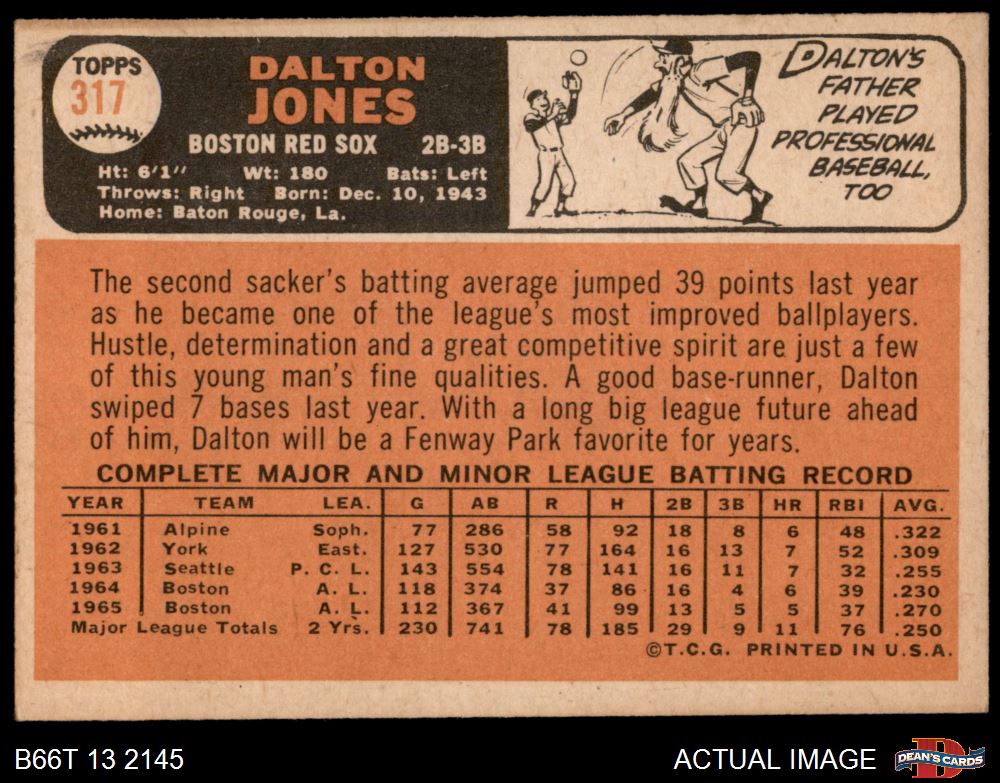 TOPPS
317
DALTON
JONES
BOSTON RED SOX 2B-3B
Ht: 6'1" Wt: 180 Bats: Left
Throws: Right Born: Dec. 10, 1943
Home: Baton Rouge, La.
DALTON'S
FATHER
PLAYED
PROFESSIONAL
BASEBALL,
TOO
The second sacker's batting average jumped 39 points last year
as he became one of the league's most improved ballplayers.
Hustle, determination and a great competitive spirit are just a few
of this young man's fine qualities. A good base-runner, Dalton
swiped 7 bases last year. With a long big league future ahead
of him, Dalton will be a Fenway Park favorite for years.
COMPLETE MAJOR AND MINOR LEAGUE BATTING RECORD
YEAR TEAM LEA. G AB R H 2B 3B HR RBI AVG.
1961 Alpine Soph. 77 286 58 92 18 8 6 48 .322
1962 York East. 127 530 77 164 16 13 7 52 .309
1963 Seattle P. C. L. 143 554 78 141 16 11 7 32 .255
1964 Boston A. L. 118 374 37 86 16 4 6 39 .230
1965 Boston A. L. 112 367 41 99 13 5 5 37 .270
Major League Totals 2 Yrs. 230 741 78 185 29 9 11 76 .250
©T.C.G. PRINTED IN U.S.A.
B66T 13 2145 ACTUAL IMAGE DEAN'S CARDS